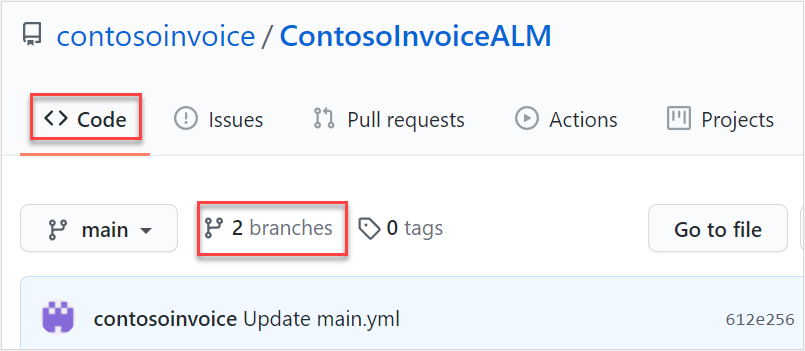 contosoinvoice / ContosoInvoiceALM
<> Code Issues Pull requests Actions Projects
main 2 branches 0 tags Go to file
contosoinvoice Update main.yml 612e256